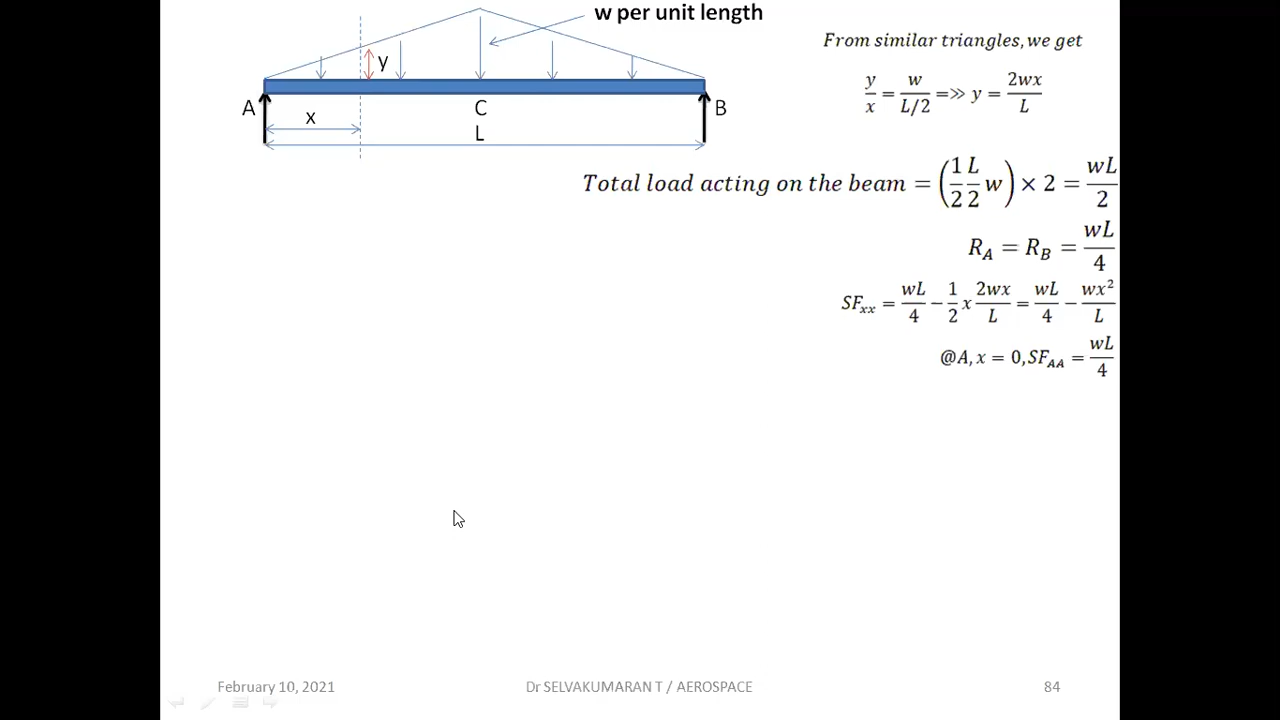 w per unit length
y
A
B
C
x
L
From similar triangles, we get
y/x = w/(L/2) =≫ y = 2wx/L
Total load acting on the beam = (1/2 L/2 w) × 2 = wL/2
R_A = R_B = wL/4
SF_xx = wL/4 − 1/2 x 2wx/L = wL/4 − wx²/L
@A, x = 0, SF_AA = wL/4
February 10, 2021
Dr SELVAKUMARAN T / AEROSPACE
84